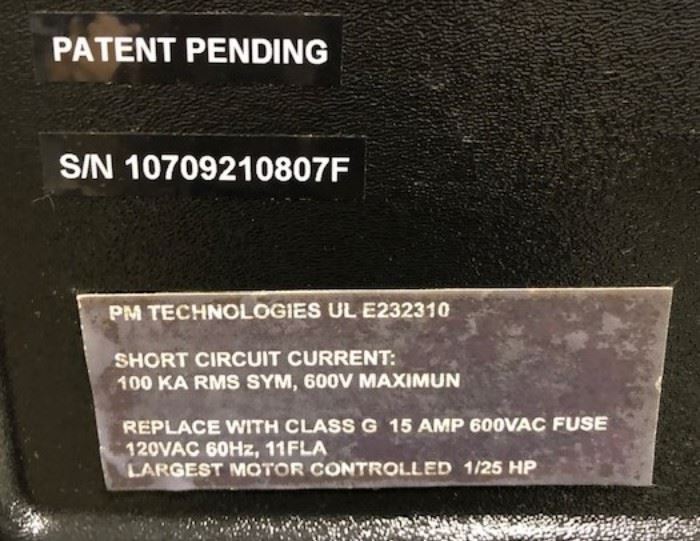 PATENT PENDING
S/N 10709210807F
PM TECHNOLOGIES UL E232310
SHORT CIRCUIT CURRENT:
100 KA RMS SYM, 600V MAXIMUN
REPLACE WITH CLASS G 15 AMP 600VAC FUSE
120VAC 60Hz, 11FLA
LARGEST MOTOR CONTROLLED 1/25 HP